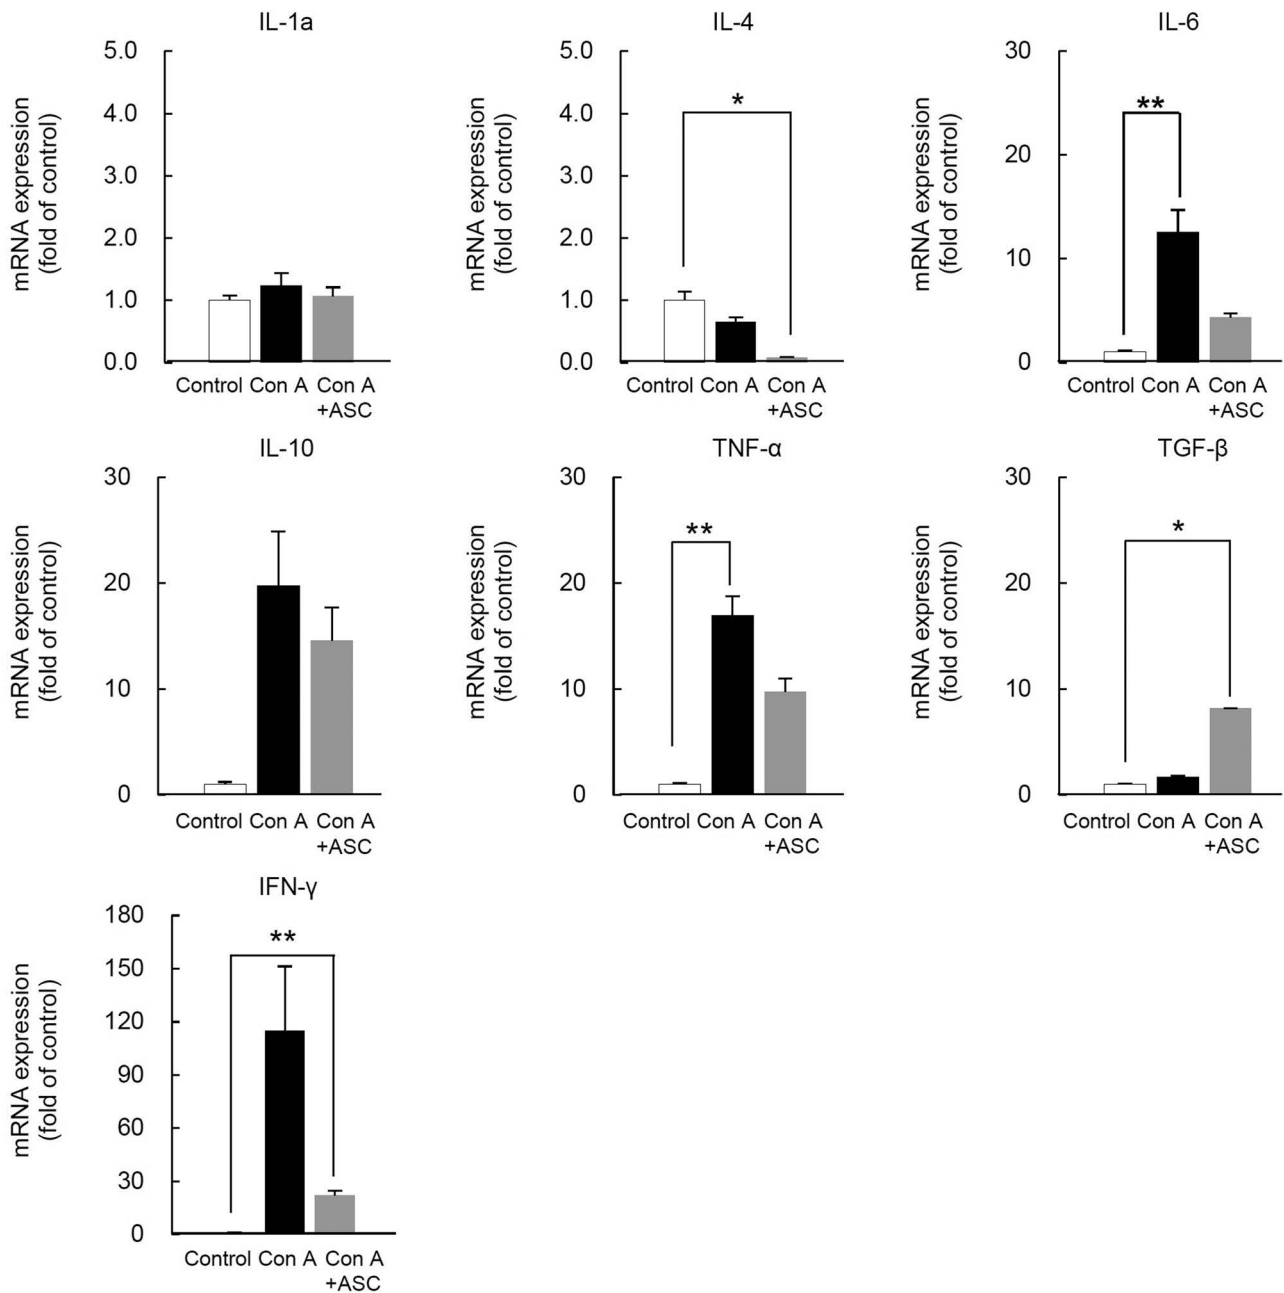 IL-1a
5.0
4.0
3.0
2.0
1.0
0.0
mRNA expression
(fold of control)
Control Con A Con A
+ASC
IL-4
5.0
4.0
3.0
2.0
1.0
0.0
mRNA expression
(fold of control)
*
Control Con A Con A
+ASC
IL-6
30
20
10
0
mRNA expression
(fold of control)
**
Control Con A Con A
+ASC
IL-10
30
20
10
0
mRNA expression
(fold of control)
Control Con A Con A
+ASC
TNF-α
30
20
10
0
mRNA expression
(fold of control)
**
Control Con A Con A
+ASC
TGF-β
30
20
10
0
mRNA expression
(fold of control)
*
Control Con A Con A
+ASC
IFN-γ
180
150
120
90
60
30
0
mRNA expression
(fold of control)
**
Control Con A Con A
+ASC